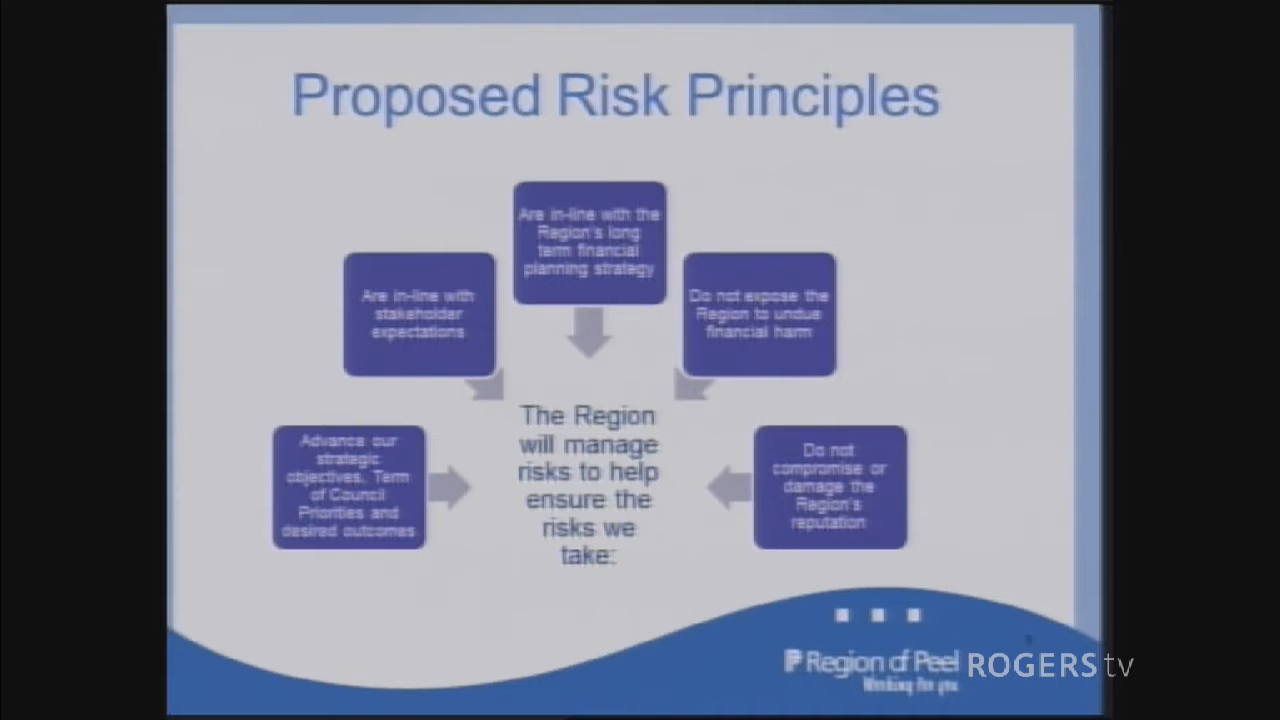 Proposed Risk Principles
Are in-line with the
Region's long
term financial
planning strategy
Are in-line with
stakeholder
expectations
Do not expose the
Region to undue
financial harm
Advance our
strategic
objectives, Term
of Council
Priorities and
desired outcomes
The Region
will manage
risks to help
ensure the
risks we
take:
Do not
compromise or
damage the
Region's
reputation
Region of Peel
Working for you
ROGERS tv